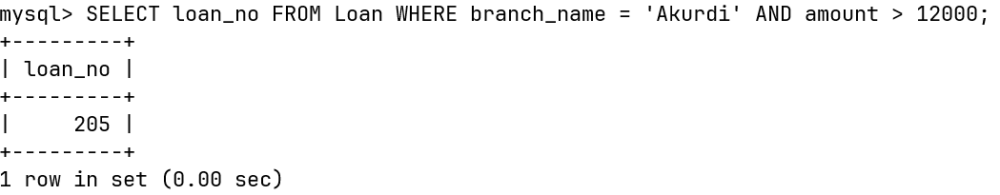 mysql> SELECT loan_no FROM Loan WHERE branch_name = 'Akurdi' AND amount > 12000;
+---------+
| loan_no |
+---------+
|     205 |
+---------+
1 row in set (0.00 sec)